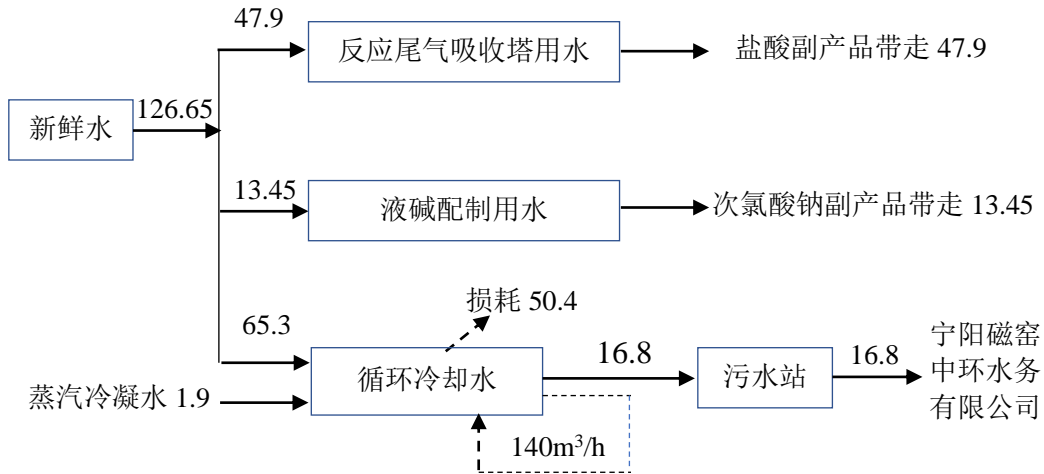 47.9
反应尾气吸收塔用水
盐酸副产品带走 47.9
新鲜水
126.65
13.45
液碱配制用水
次氯酸钠副产品带走 13.45
损耗 50.4
65.3
循环冷却水
16.8
污水站
16.8
宁阳磁窑
中环水务
有限公司
蒸汽冷凝水 1.9
140m³/h